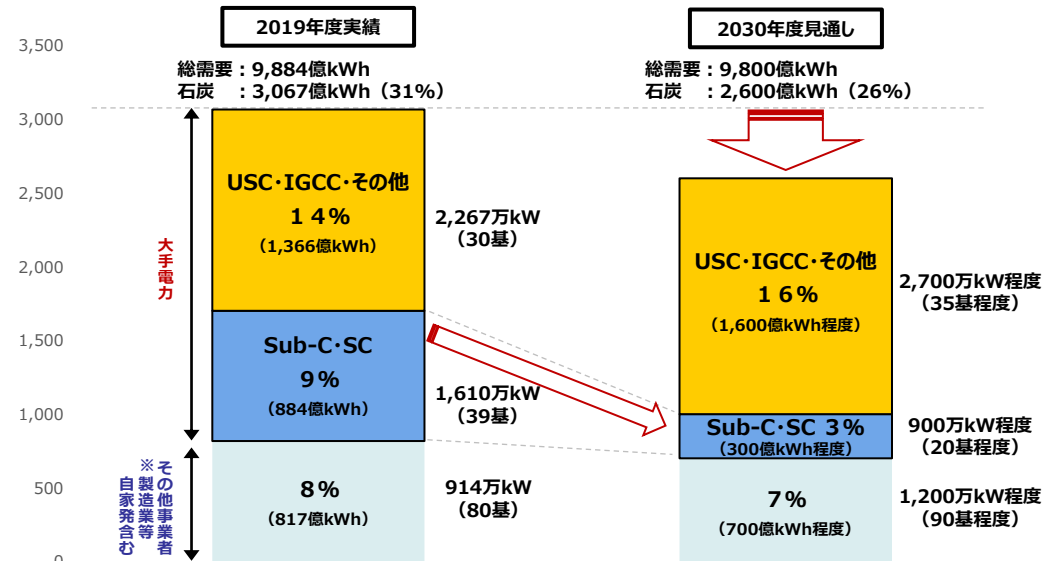 2019年度実績
2030年度見通し
総需要：9,884億kWh
石炭　：3,067億kWh（31%）
総需要：9,800億kWh
石炭　：2,600億kWh（26%）
3,500
3,000
2,500
2,000
1,500
1,000
500
0
大手電力
その他事業者
※製造業等
自家発含む
USC・IGCC・その他
１４%
（1,366億kWh）
2,267万kW
（30基）
Sub-C・SC
９%
（884億kWh）
1,610万kW
（39基）
８%
（817億kWh）
914万kW
（80基）
USC・IGCC・その他
１６%
（1,600億kWh程度）
2,700万kW程度
（35基程度）
Sub-C・SC ３%
（300億kWh程度）
900万kW程度
（20基程度）
７%
（700億kWh程度）
1,200万kW程度
（90基程度）